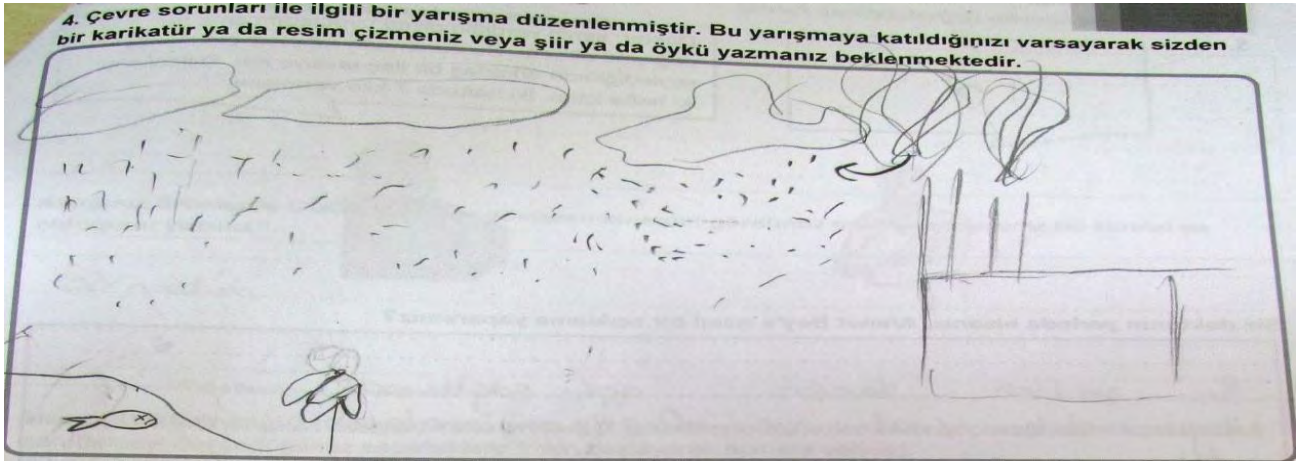 4. Çevre sorunları ile ilgili bir yarışma düzenlenmiştir. Bu yarışmaya katıldığınızı varsayarak sizden
bir karikatür ya da resim çizmeniz veya şiir ya da öykü yazmanız beklenmektedir.